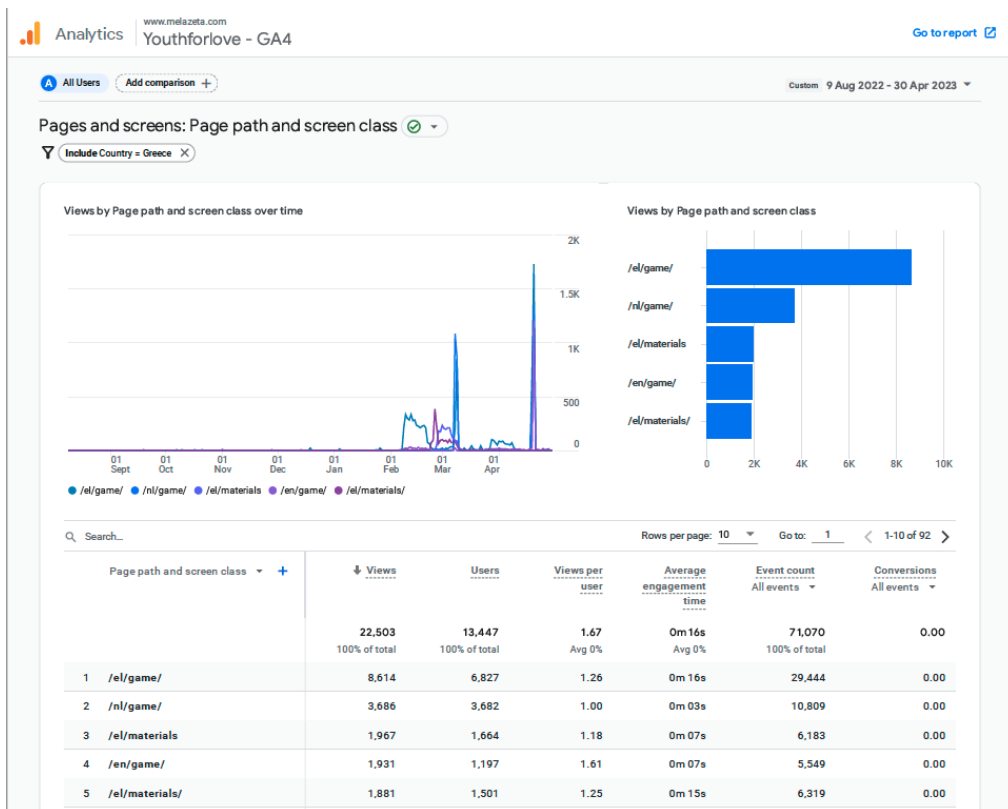 www.melazeta.com
Analytics
Youthforlove - GA4
Go to report
A All Users
Add comparison +
Custom 9 Aug 2022 - 30 Apr 2023
Pages and screens: Page path and screen class
Include Country = Greece
Views by Page path and screen class over time
2K
1.5K
1K
500
0
01 Sept
01 Oct
01 Nov
01 Dec
01 Jan
01 Feb
01 Mar
01 Apr
/el/game/ /nl/game/ /el/materials /en/game/ /el/materials/
Views by Page path and screen class
/el/game/
/nl/game/
/el/materials
/en/game/
/el/materials/
0 2K 4K 6K 8K 10K
Search...
Rows per page: 10 Go to: 1 1-10 of 92
Page path and screen class + Views Users Views per user Average engagement time Event count All events Conversions All events
22,503 13,447 1.67 0m 16s 71,070 0.00
100% of total 100% of total Avg 0% Avg 0% 100% of total
1 /el/game/ 8,614 6,827 1.26 0m 16s 29,444 0.00
2 /nl/game/ 3,686 3,682 1.00 0m 03s 10,809 0.00
3 /el/materials 1,967 1,664 1.18 0m 07s 6,183 0.00
4 /en/game/ 1,931 1,197 1.61 0m 07s 5,549 0.00
5 /el/materials/ 1,881 1,501 1.25 0m 15s 6,319 0.00